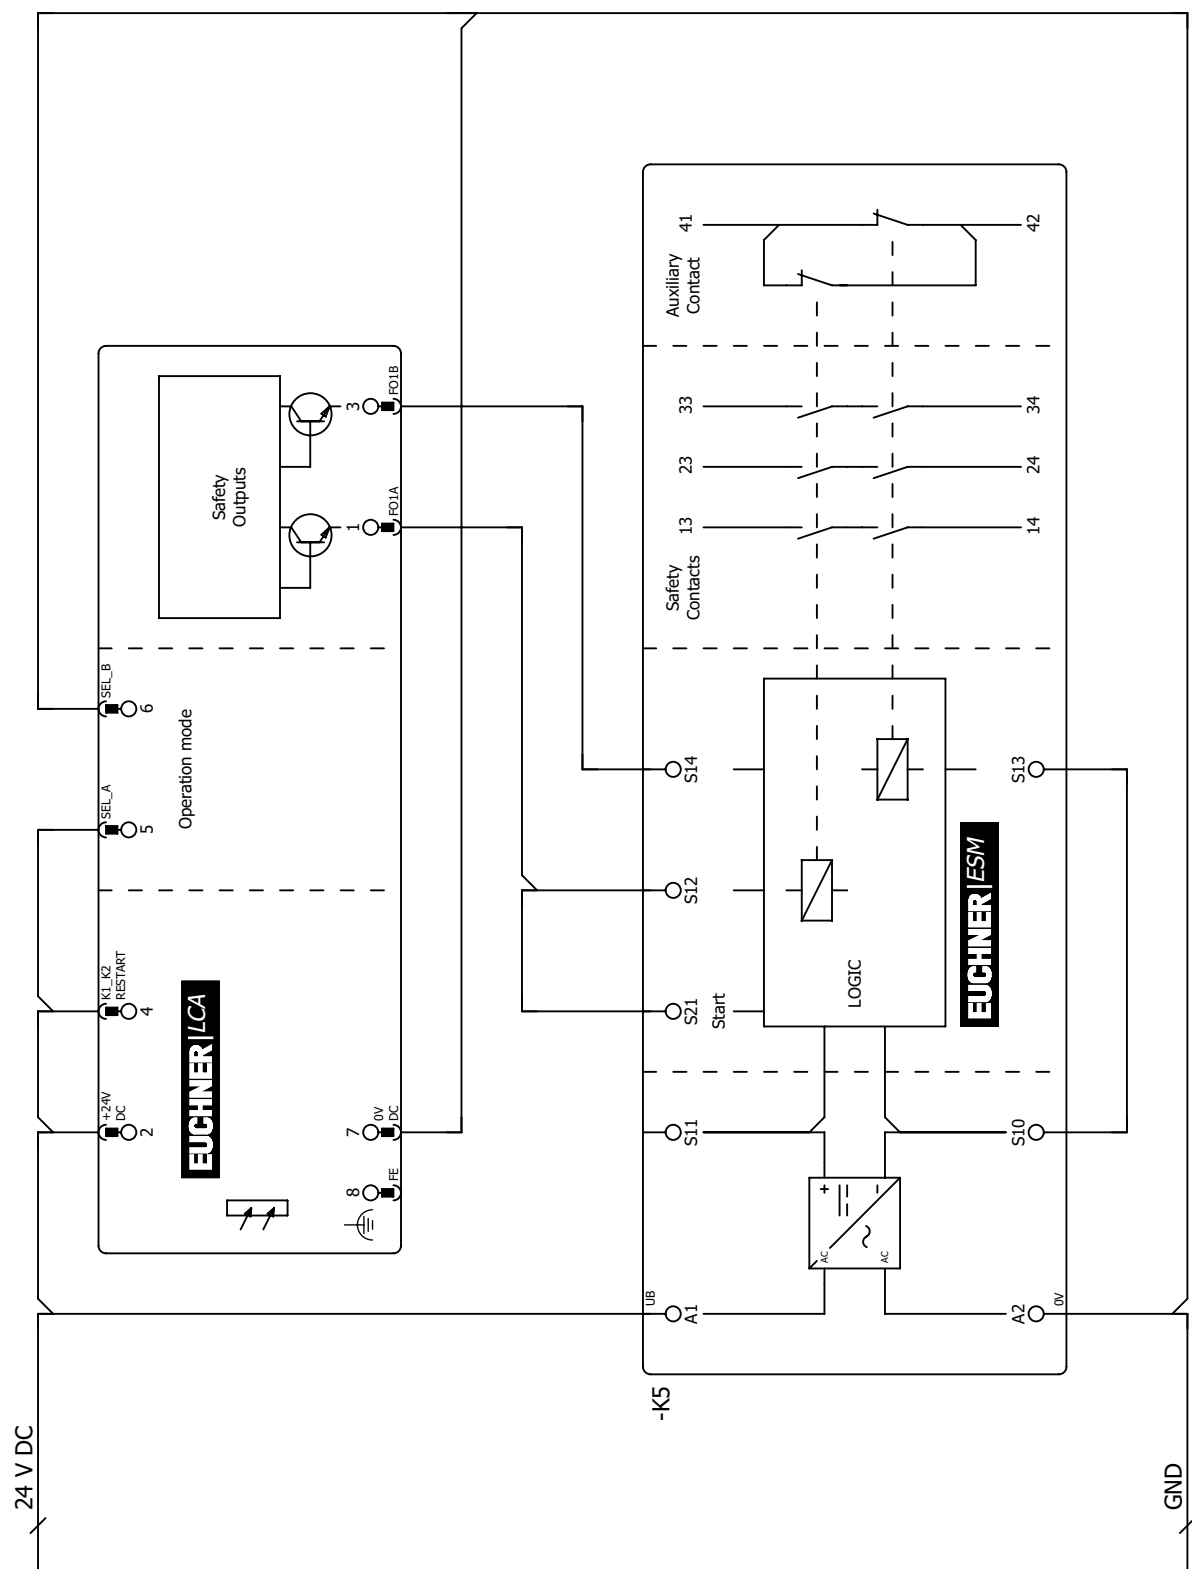 24 V DC
GND
-K5
UB
A1
A2
0V
AC
AC
+
-
S11
S10
S21
Start
S12
S14
S13
LOGIC
EUCHNER|ESM
Safety
Contacts
13
14
23
24
33
34
Auxiliary
Contact
41
42
EUCHNER|LCA
+24V
DC
2
K1_K2
RESTART
4
SEL_A
5
SEL_B
6
Operation mode
8
FE
7
0V
DC
Safety
Outputs
1
FO1A
3
FO1B